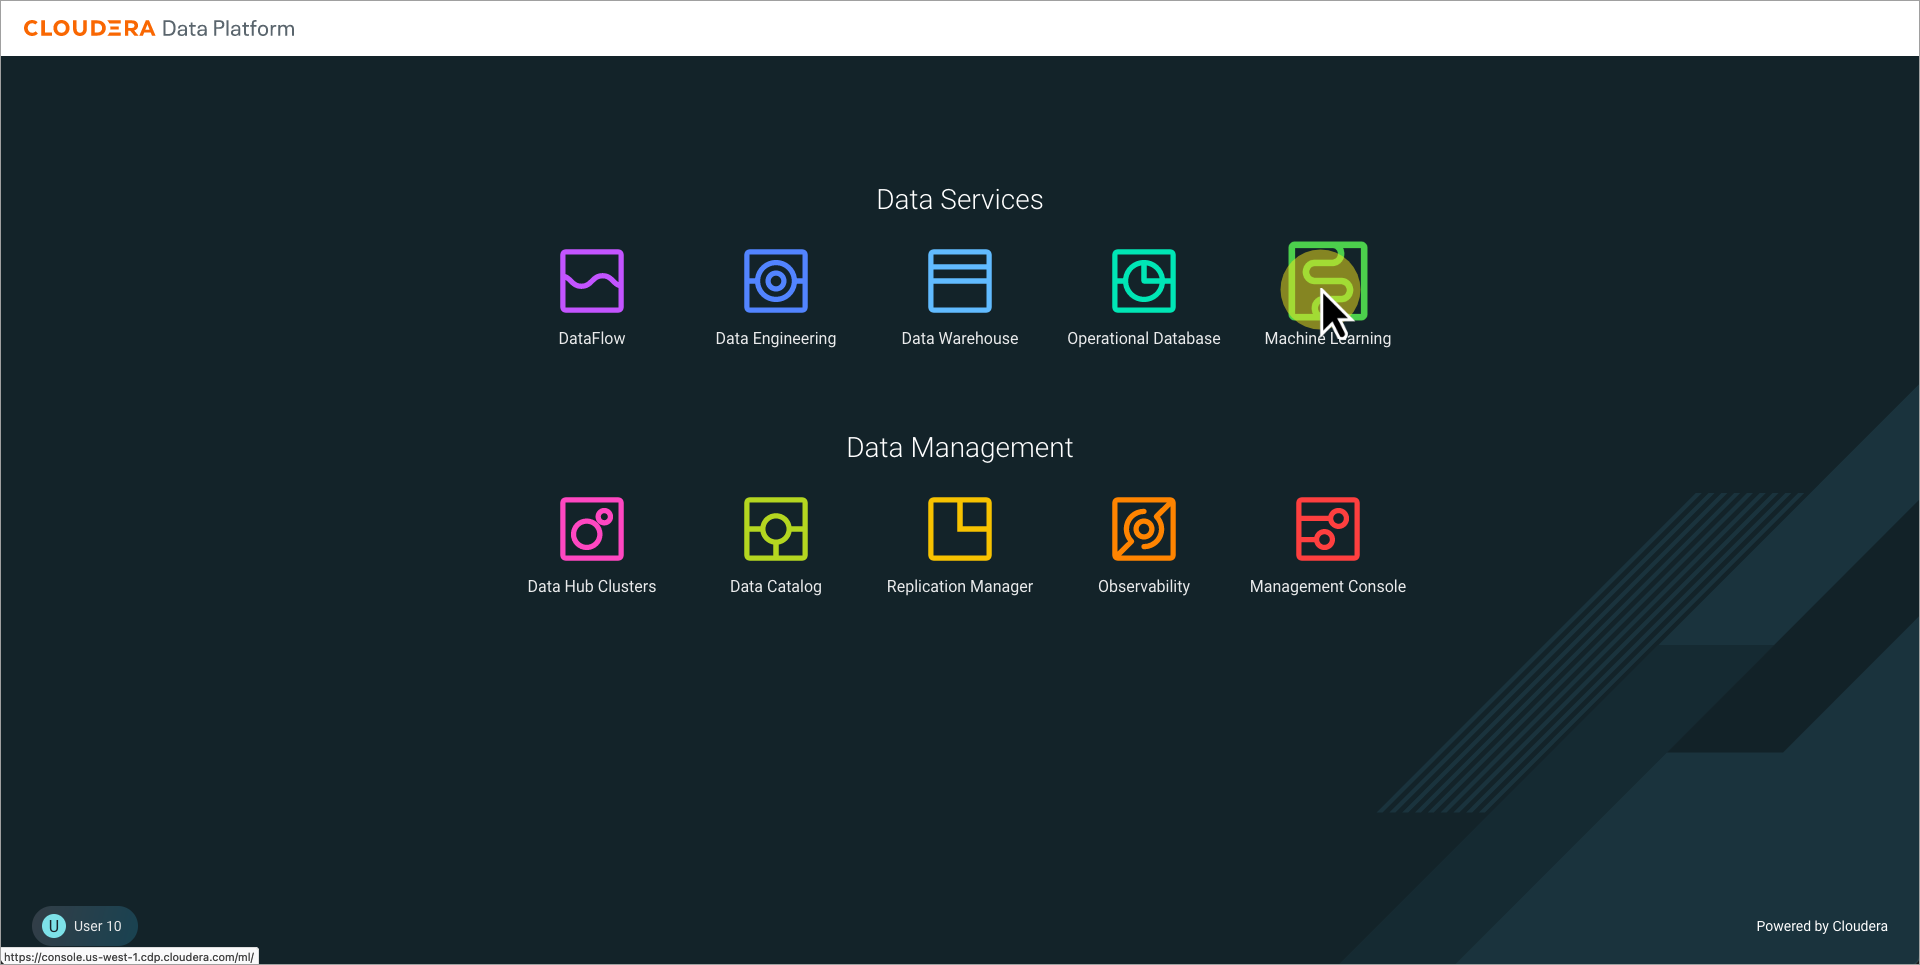 CLOUDERA Data Platform
Data Services
DataFlow
Data Engineering
Data Warehouse
Operational Database
Machine Learning
Data Management
Data Hub Clusters
Data Catalog
Replication Manager
Observability
Management Console
U User 10
Powered by Cloudera
https://console.us-west-1.cdp.cloudera.com/ml/